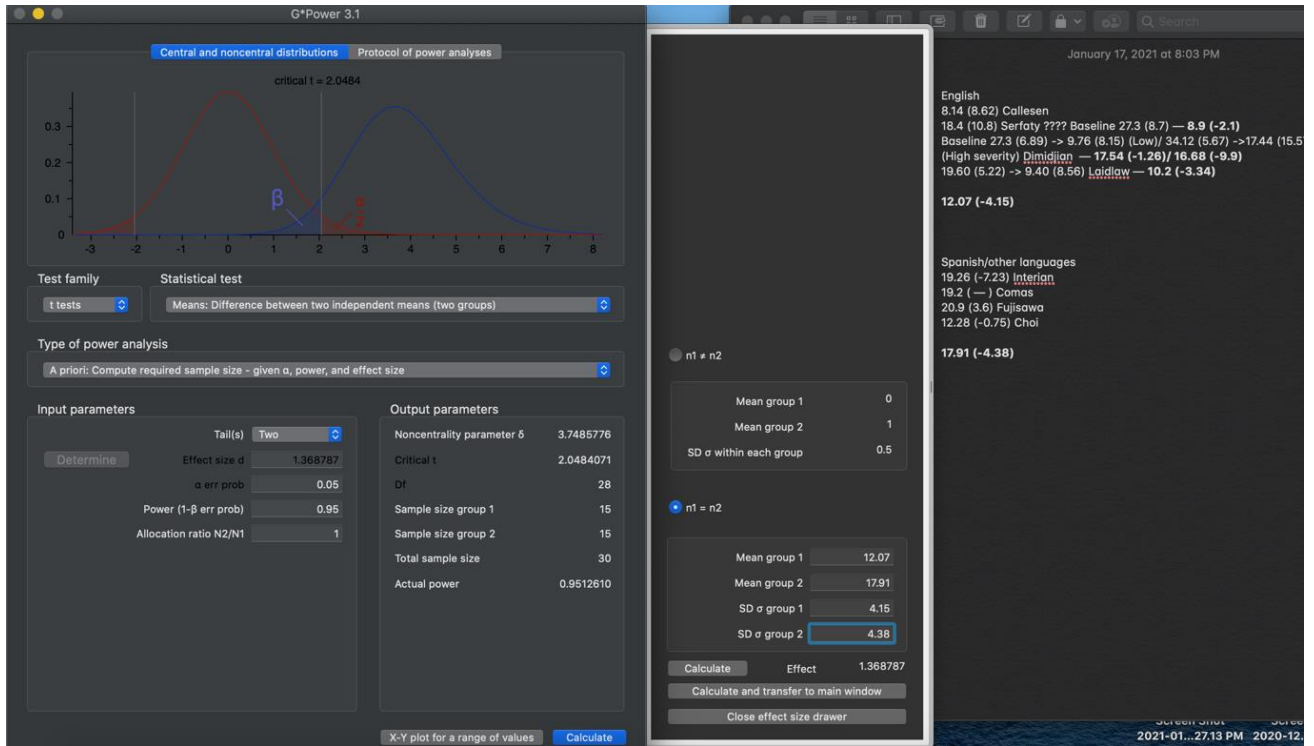 G*Power 3.1
Central and noncentral distributions
Protocol of power analyses
critical t = 2.0484
0.3
0.2
0.1
0
β
α
2
-3 -2 -1 0 1 2 3 4 5 6 7 8
Test family
Statistical test
t tests
Means: Difference between two independent means (two groups)
Type of power analysis
A priori: Compute required sample size - given α, power, and effect size
Input parameters
Tail(s) Two
Determine
Effect size d 1.368787
α err prob 0.05
Power (1-β err prob) 0.95
Allocation ratio N2/N1 1
Output parameters
Noncentrality parameter δ 3.7485776
Critical t 2.0484071
Df 28
Sample size group 1 15
Sample size group 2 15
Total sample size 30
Actual power 0.9512610
X-Y plot for a range of values
Calculate
n1 ≠ n2
Mean group 1 0
Mean group 2 1
SD σ within each group 0.5
n1 = n2
Mean group 1 12.07
Mean group 2 17.91
SD σ group 1 4.15
SD σ group 2 4.38
Calculate
Effect 1.368787
Calculate and transfer to main window
Close effect size drawer
Search
January 17, 2021 at 8:03 PM
English
8.14 (8.62) Callesen
18.4 (10.8) Serfaty ???? Baseline 27.3 (8.7) — 8.9 (-2.1)
Baseline 27.3 (6.89) -> 9.76 (8.15) (Low)/ 34.12 (5.67) ->17.44 (15.5
(High severity) Dimidjian — 17.54 (-1.26)/ 16.68 (-9.9)
19.60 (5.22) -> 9.40 (8.56) Laidlaw — 10.2 (-3.34)
12.07 (-4.15)
Spanish/other languages
19.26 (-7.23) Interian
19.2 ( — ) Comas
20.9 (3.6) Fujisawa
12.28 (-0.75) Choi
17.91 (-4.38)
Screen Shot
2021-01...27.13 PM 2020-12.